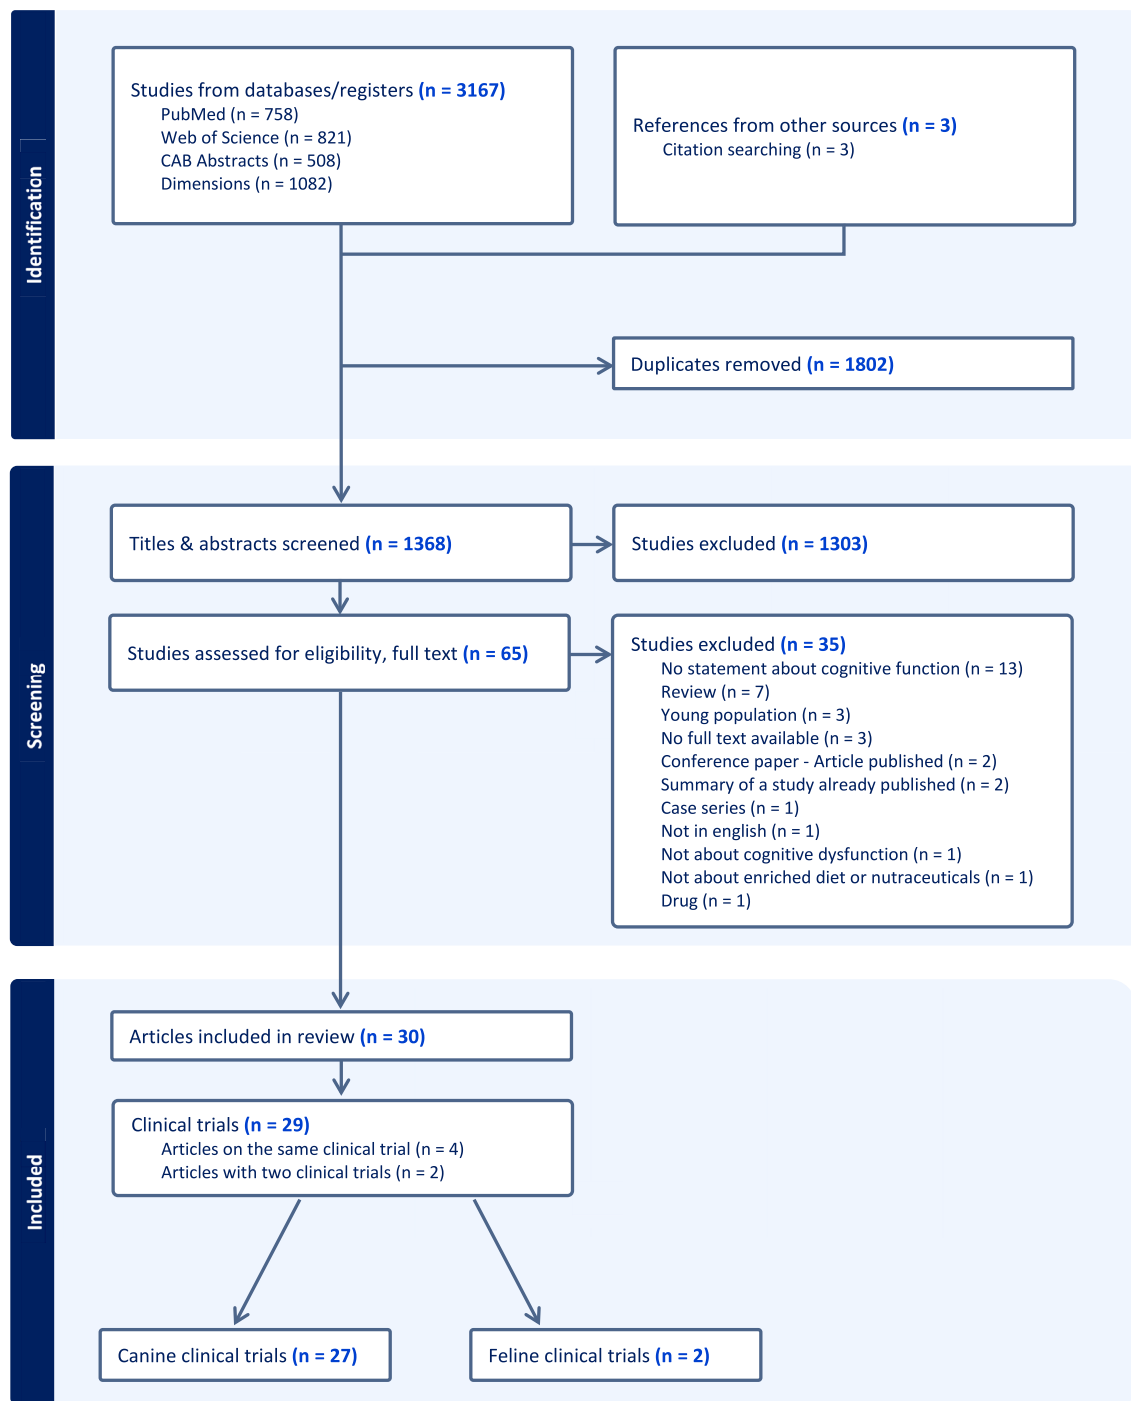 Identification
Studies from databases/registers (n = 3167)
PubMed (n = 758)
Web of Science (n = 821)
CAB Abstracts (n = 508)
Dimensions (n = 1082)
References from other sources (n = 3)
Citation searching (n = 3)
Duplicates removed (n = 1802)
Screening
Titles & abstracts screened (n = 1368)
Studies excluded (n = 1303)
Studies assessed for eligibility, full text (n = 65)
Studies excluded (n = 35)
No statement about cognitive function (n = 13)
Review (n = 7)
Young population (n = 3)
No full text available (n = 3)
Conference paper - Article published (n = 2)
Summary of a study already published (n = 2)
Case series (n = 1)
Not in english (n = 1)
Not about cognitive dysfunction (n = 1)
Not about enriched diet or nutraceuticals (n = 1)
Drug (n = 1)
Included
Articles included in review (n = 30)
Clinical trials (n = 29)
Articles on the same clinical trial (n = 4)
Articles with two clinical trials (n = 2)
Canine clinical trials (n = 27)
Feline clinical trials (n = 2)